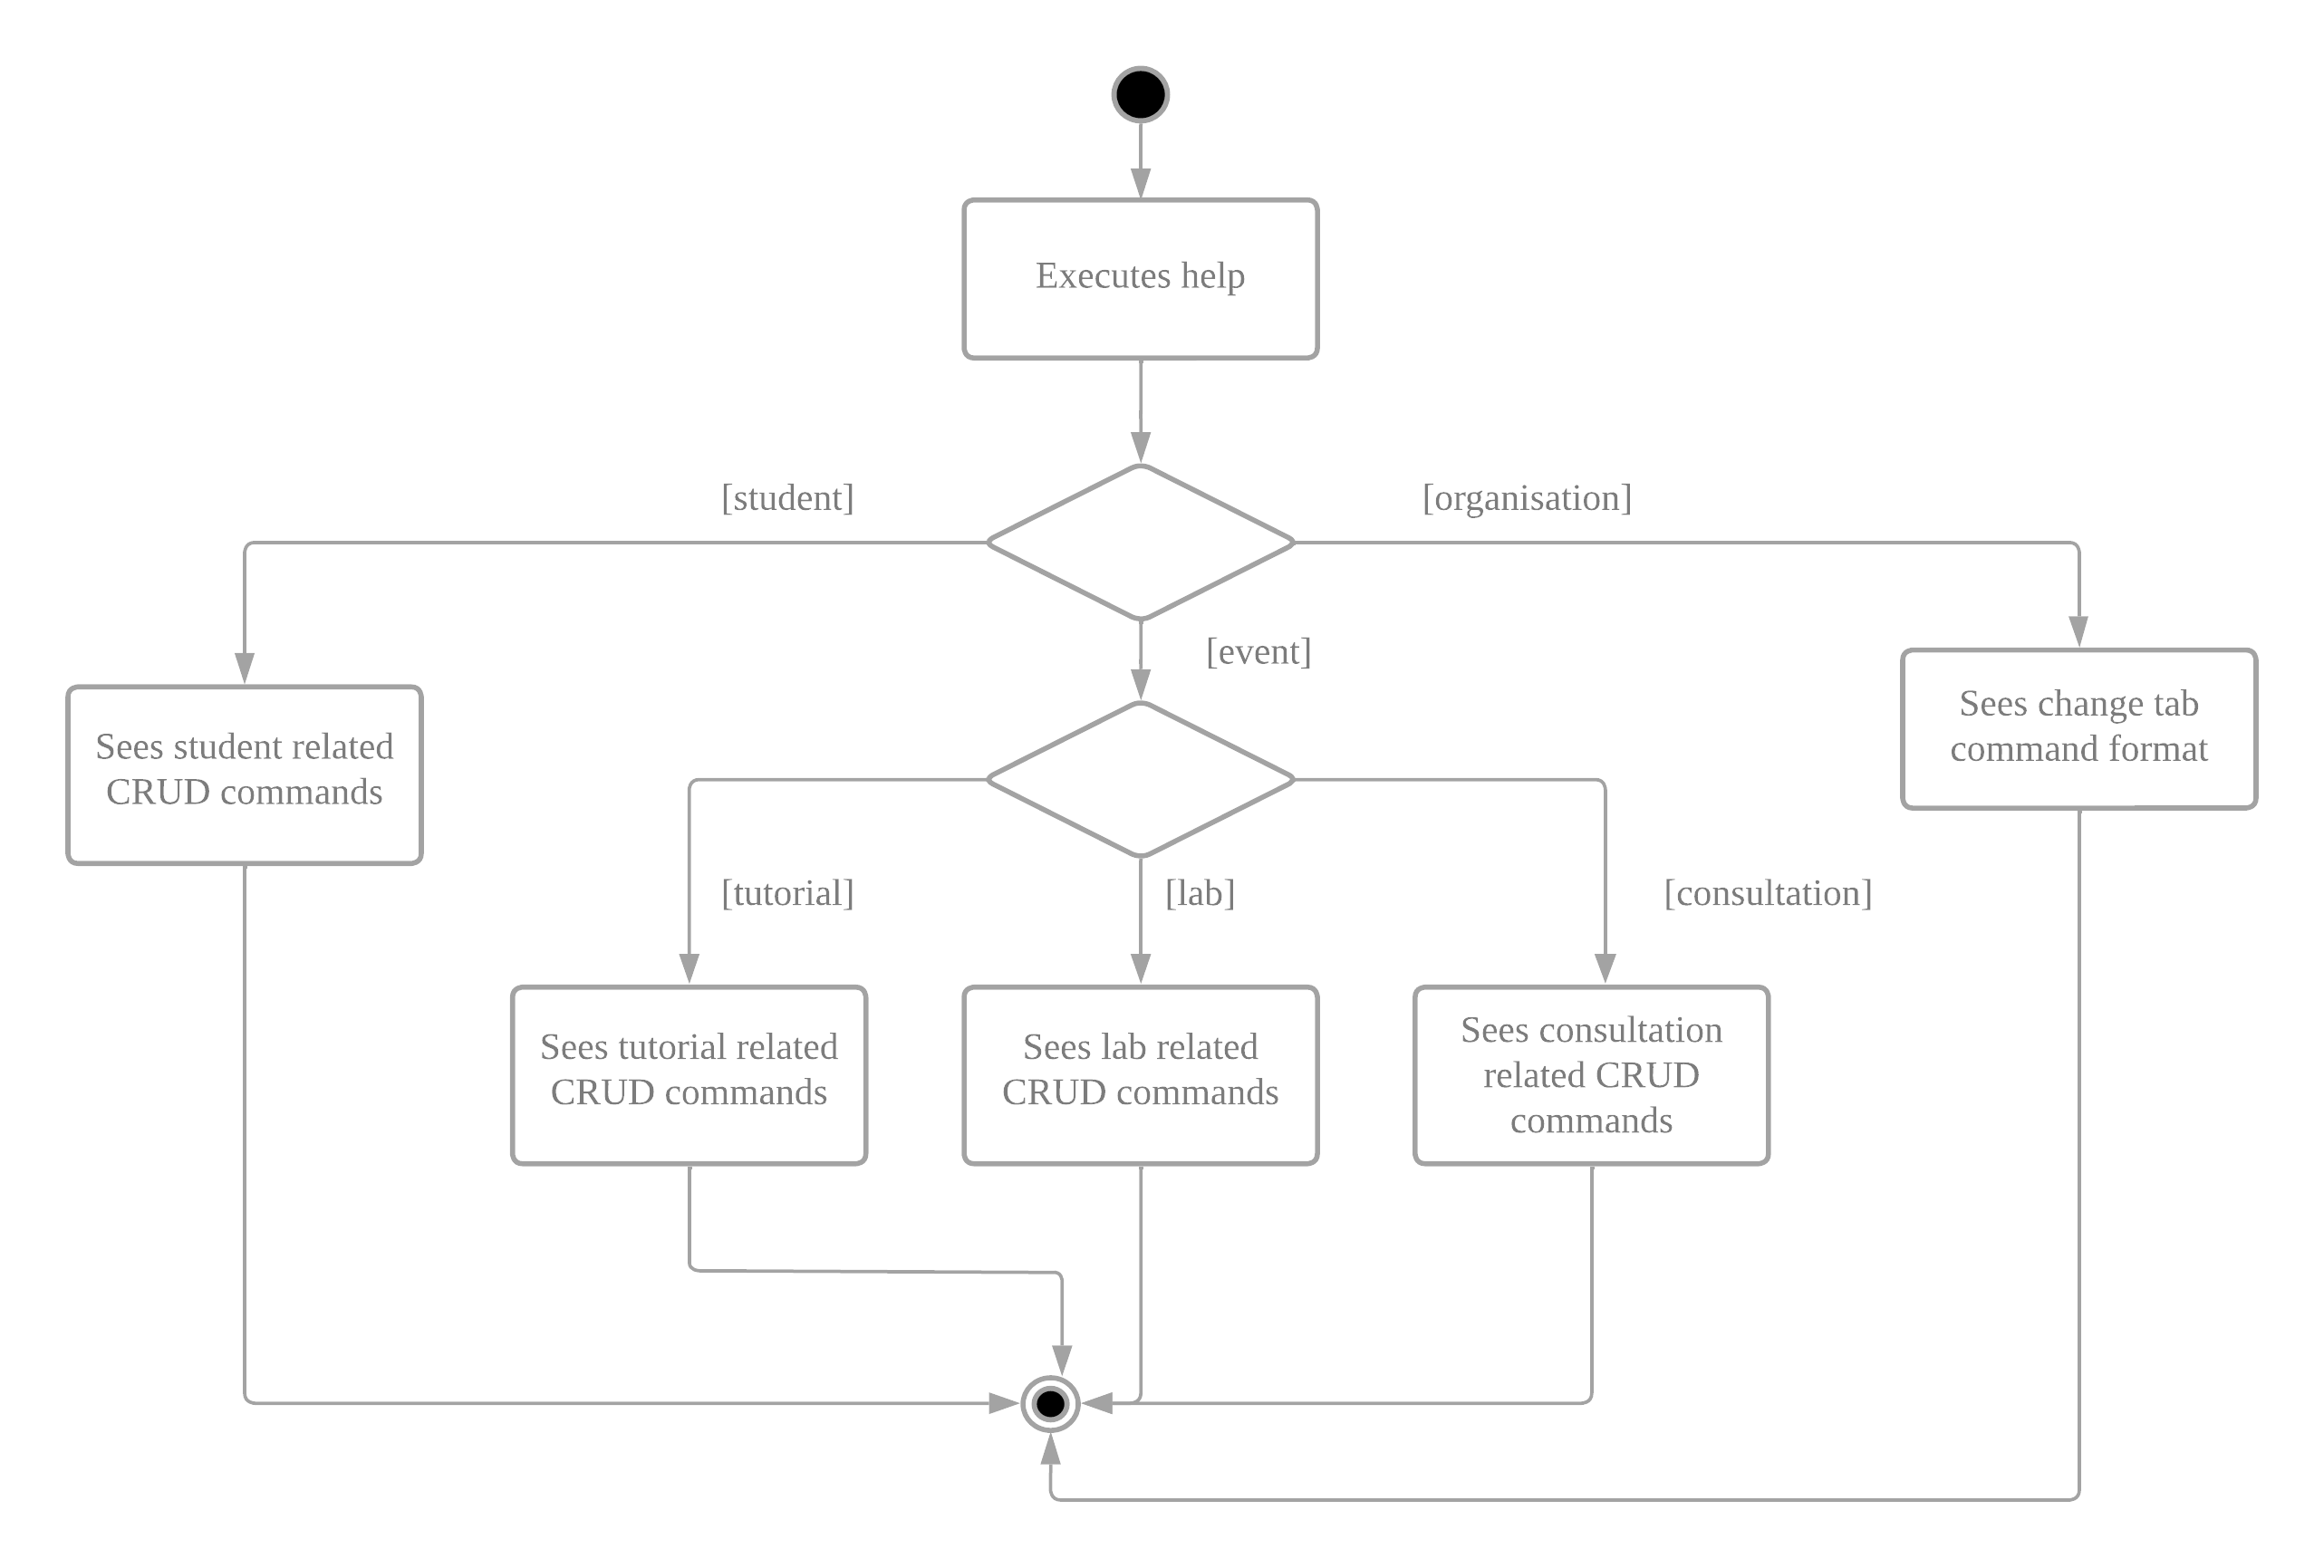 Executes help
[student]
[organisation]
[event]
Sees student related
CRUD commands
Sees change tab
command format
[tutorial]
[lab]
[consultation]
Sees tutorial related
CRUD commands
Sees lab related
CRUD commands
Sees consultation
related CRUD
commands